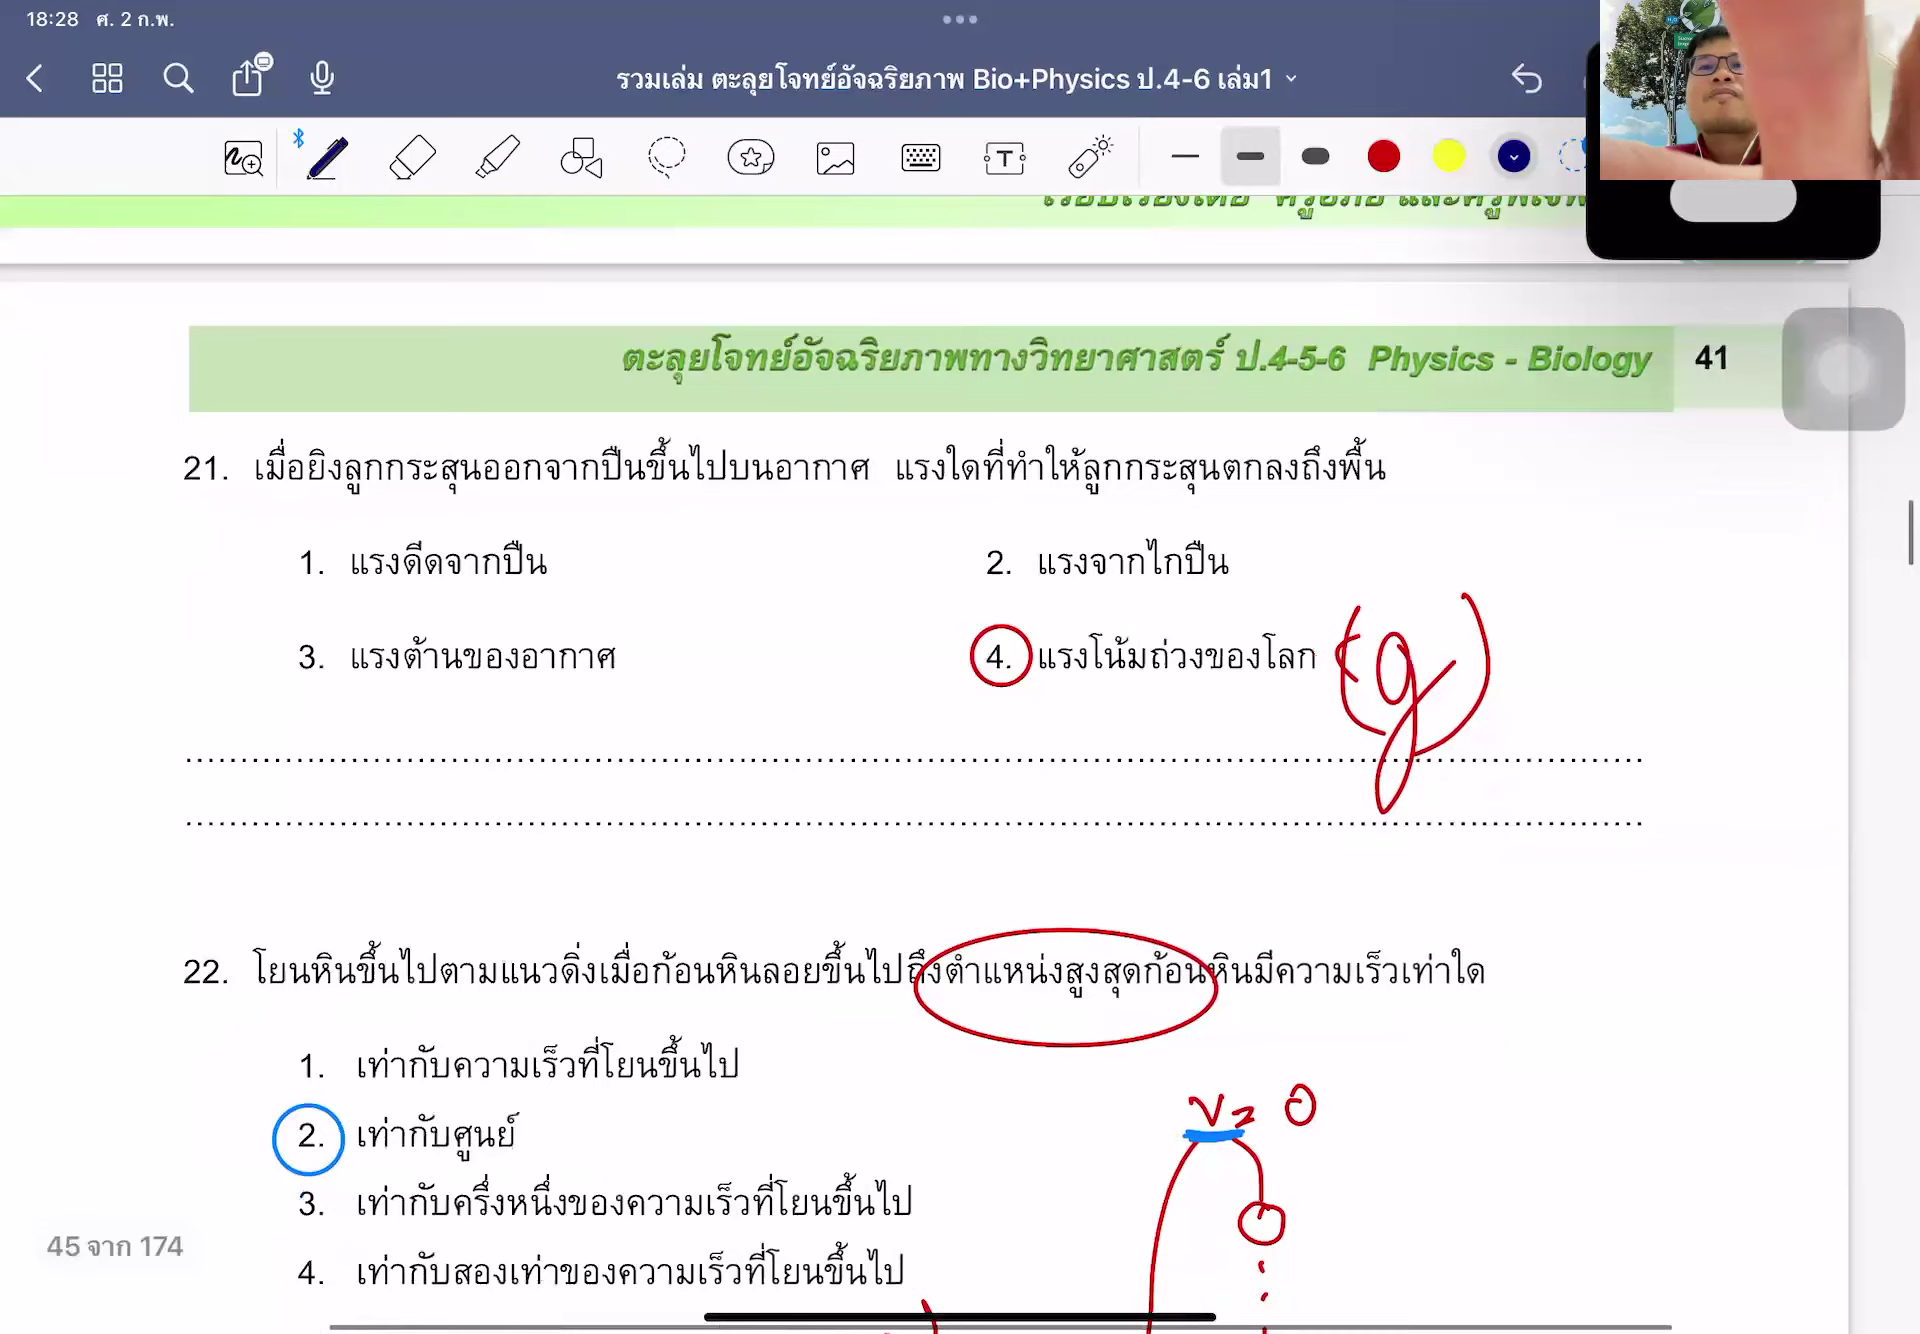 18:28 ศ. 2 ก.พ.
รวมเล่ม ตะลุยโจทย์อัจฉริยภาพ Bio+Physics ป.4-6 เล่ม1
ตะลุยโจทย์อัจฉริยภาพทางวิทยาศาสตร์ ป.4-5-6 Physics - Biology 41
21. เมื่อยิงลูกกระสุนออกจากปืนขึ้นไปบนอากาศ แรงใดที่ทำให้ลูกกระสุนตกลงถึงพื้น
1. แรงดีดจากปืน 2. แรงจากไกปืน
3. แรงต้านของอากาศ 4. แรงโน้มถ่วงของโลก (g)
22. โยนหินขึ้นไปตามแนวดิ่งเมื่อก้อนหินลอยขึ้นไปถึงตำแหน่งสูงสุดก้อนหินมีความเร็วเท่าใด
1. เท่ากับความเร็วที่โยนขึ้นไป
v = 0
2. เท่ากับศูนย์
3. เท่ากับครึ่งหนึ่งของความเร็วที่โยนขึ้นไป
4. เท่ากับสองเท่าของความเร็วที่โยนขึ้นไป
45 จาก 174